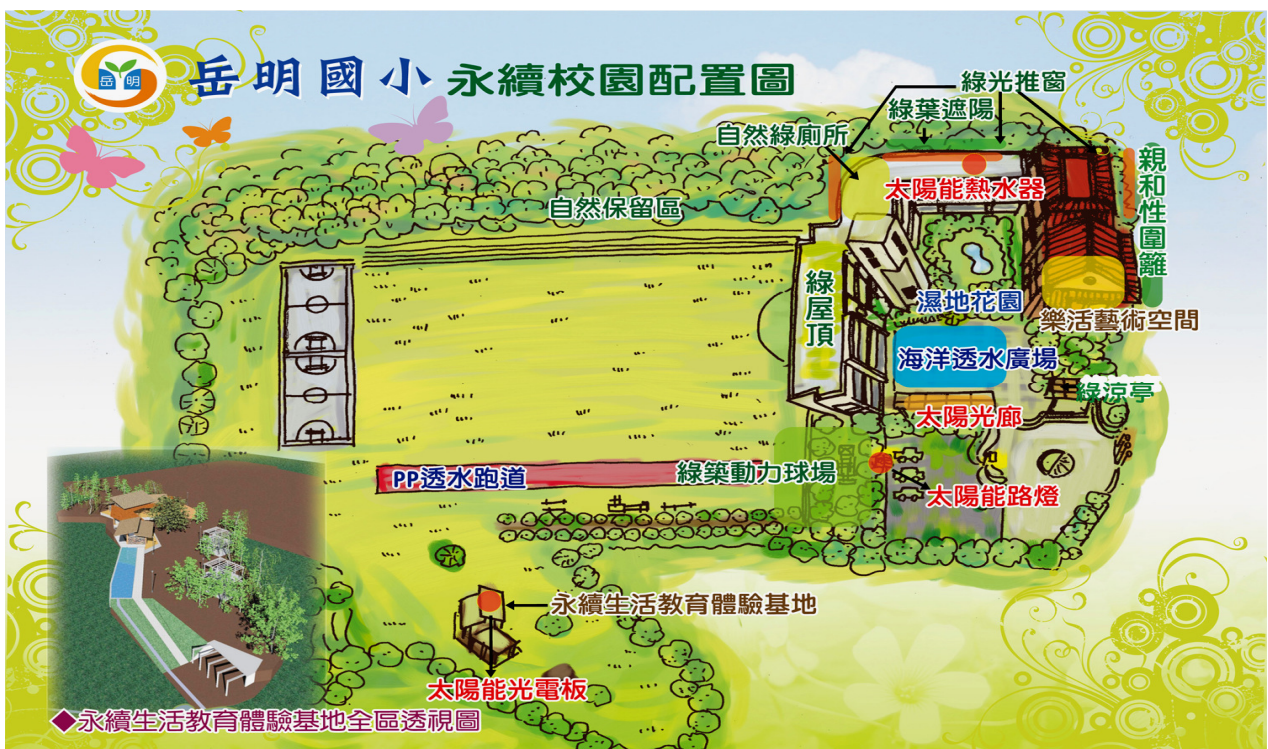 岳明
岳明國小 永續校園配置圖
綠光推窗
綠葉遮陽
自然綠廁所
親和性圍籬
太陽能熱水器
自然保留區
綠屋頂
濕地花園
樂活藝術空間
海洋透水廣場
綠涼亭
太陽光廊
PP透水跑道
綠築動力球場
太陽能路燈
永續生活教育體驗基地
太陽能光電板
◆永續生活教育體驗基地全區透視圖